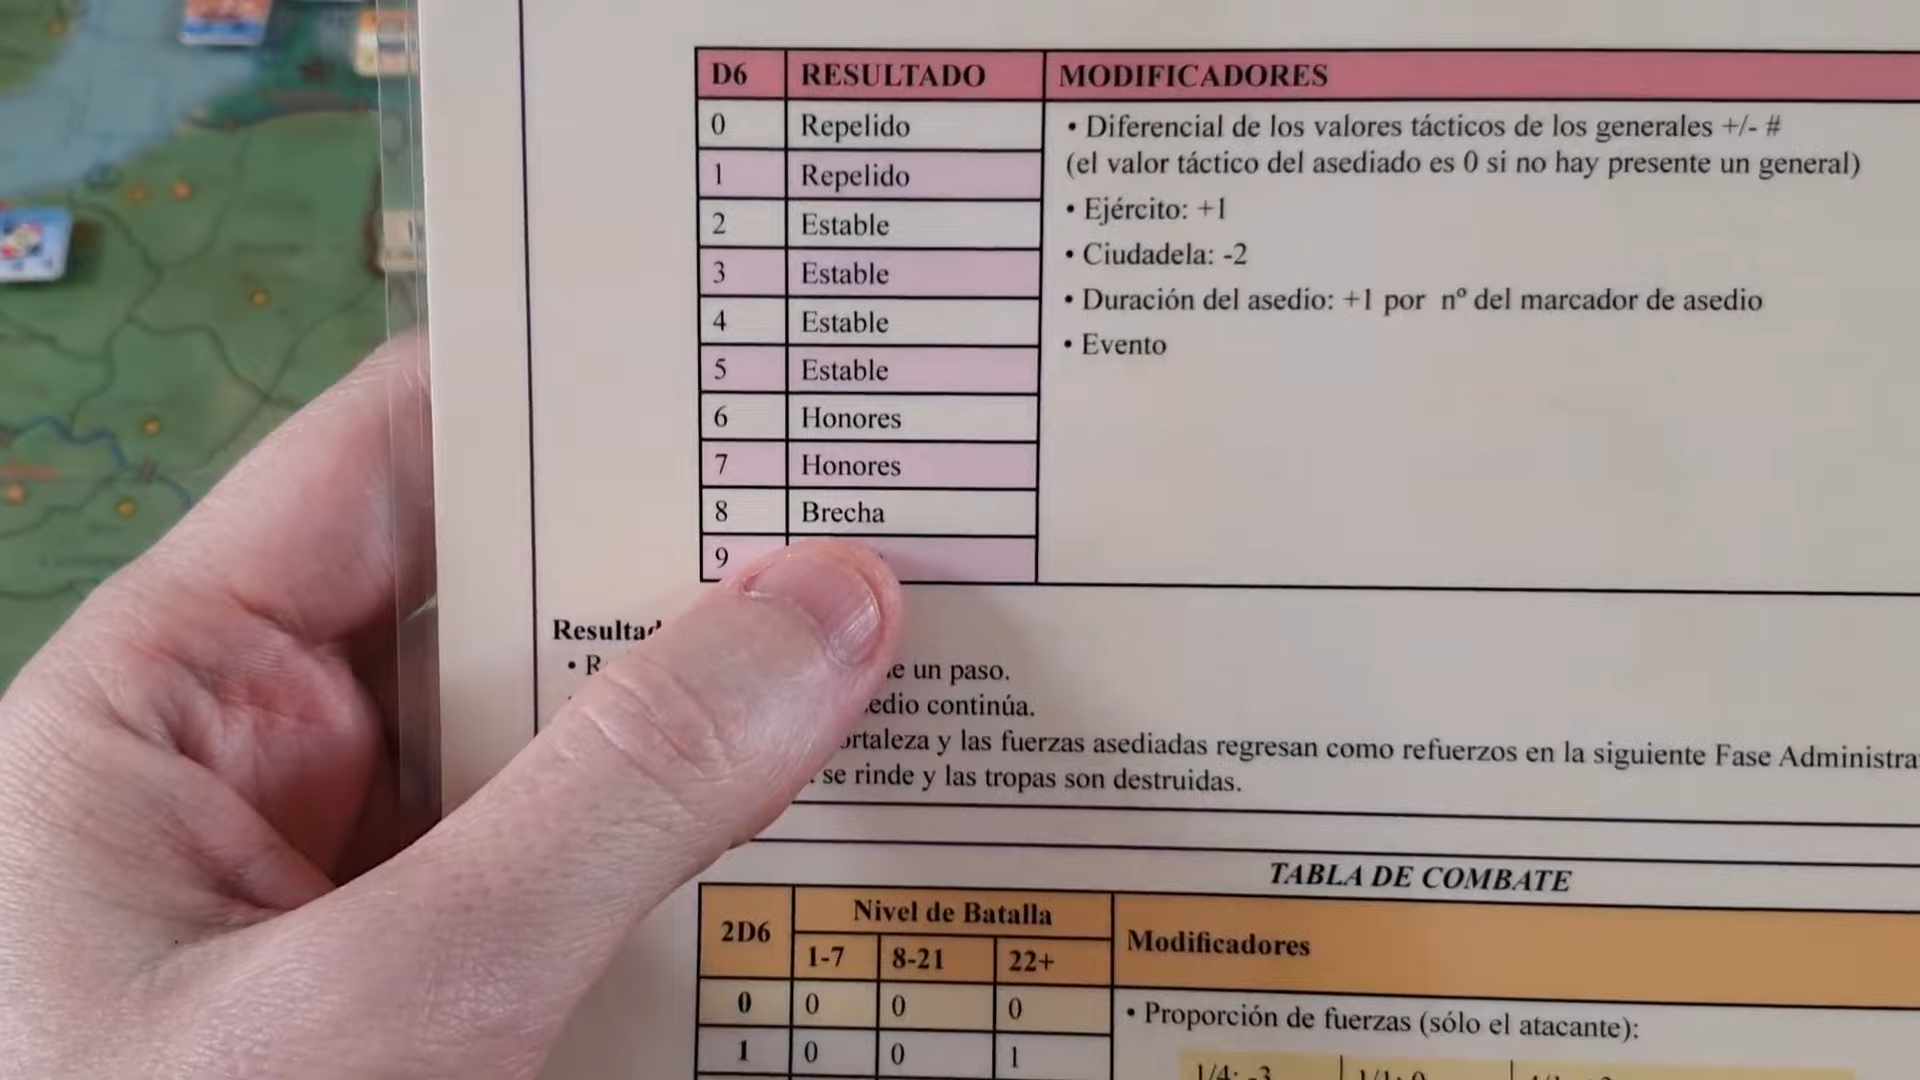 D6 RESULTADO MODIFICADORES
0 Repelido
1 Repelido
2 Estable
3 Estable
4 Estable
5 Estable
6 Honores
7 Honores
8 Brecha
9
• Diferencial de los valores tácticos de los generales +/- #
(el valor táctico del asediado es 0 si no hay presente un general)
• Ejército: +1
• Ciudadela: -2
• Duración del asedio: +1 por nº del marcador de asedio
• Evento
un paso.
continúa.
y las fuerzas asediadas regresan como refuerzos en la siguiente Fase
se rinde y las tropas son destruidas.
TABLA DE COMBATE
2D6 Nivel de Batalla Modificadores
1-7 8-21 22+
0 0 0 0
1 0 0 1
• Proporción de fuerzas (sólo el atacante):